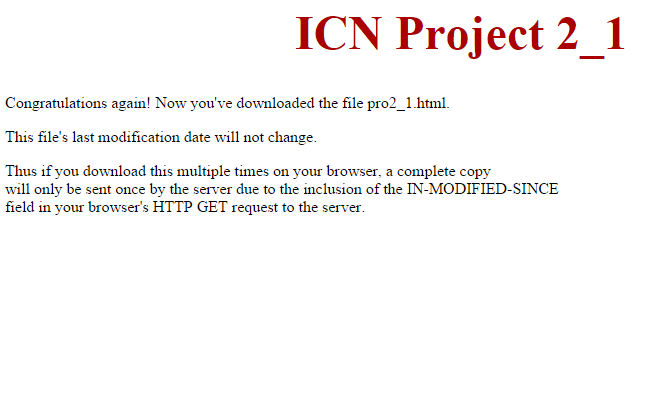 ICN Project 2_1
Congratulations again! Now you've downloaded the file pro2_1.html.
This file's last modification date will not change.
Thus if you download this multiple times on your browser, a complete copy
will only be sent once by the server due to the inclusion of the IN-MODIFIED-SINCE
field in your browser's HTTP GET request to the server.